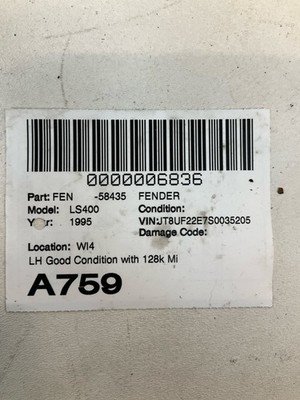 0000006836
Part: FEN -58435 FENDER
Model: LS400 Condition:
Year: 1995 VIN: JT8UF22E7S0035205
Damage Code:
Location: WI4
LH Good Condition with 128k Mi
A759